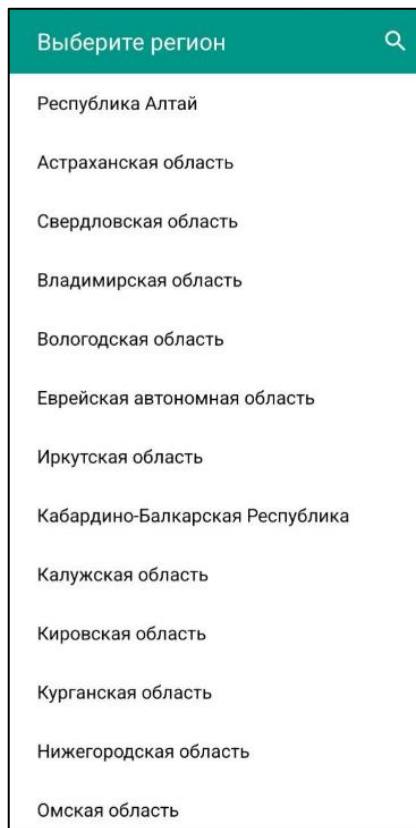 Выберите регион
Республика Алтай
Астраханская область
Свердловская область
Владимирская область
Вологодская область
Еврейская автономная область
Иркутская область
Кабардино-Балкарская Республика
Калужская область
Кировская область
Курганская область
Нижегородская область
Омская область